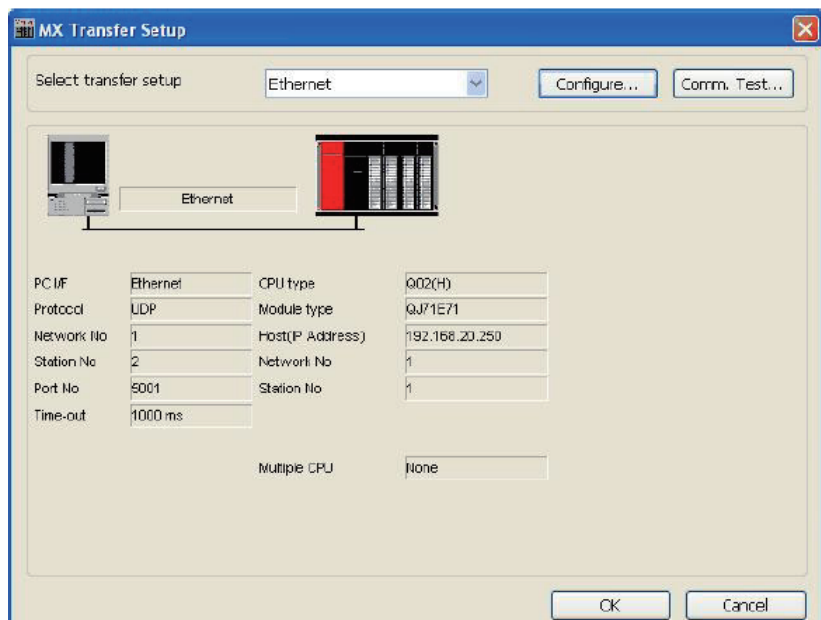 MX Transfer Setup
Select transfer setup Ethernet Configure... Comm. Test...
Ethernet
PC I/F Ethernet CPU type Q02(H)
Protocol UDP Module type QJ71E71
Network No 1 Host(IP Address) 192.168.20.250
Station No 2 Network No 1
Port No 5001 Station No 1
Time-out 1000 ms
Multiple CPU None
OK Cancel